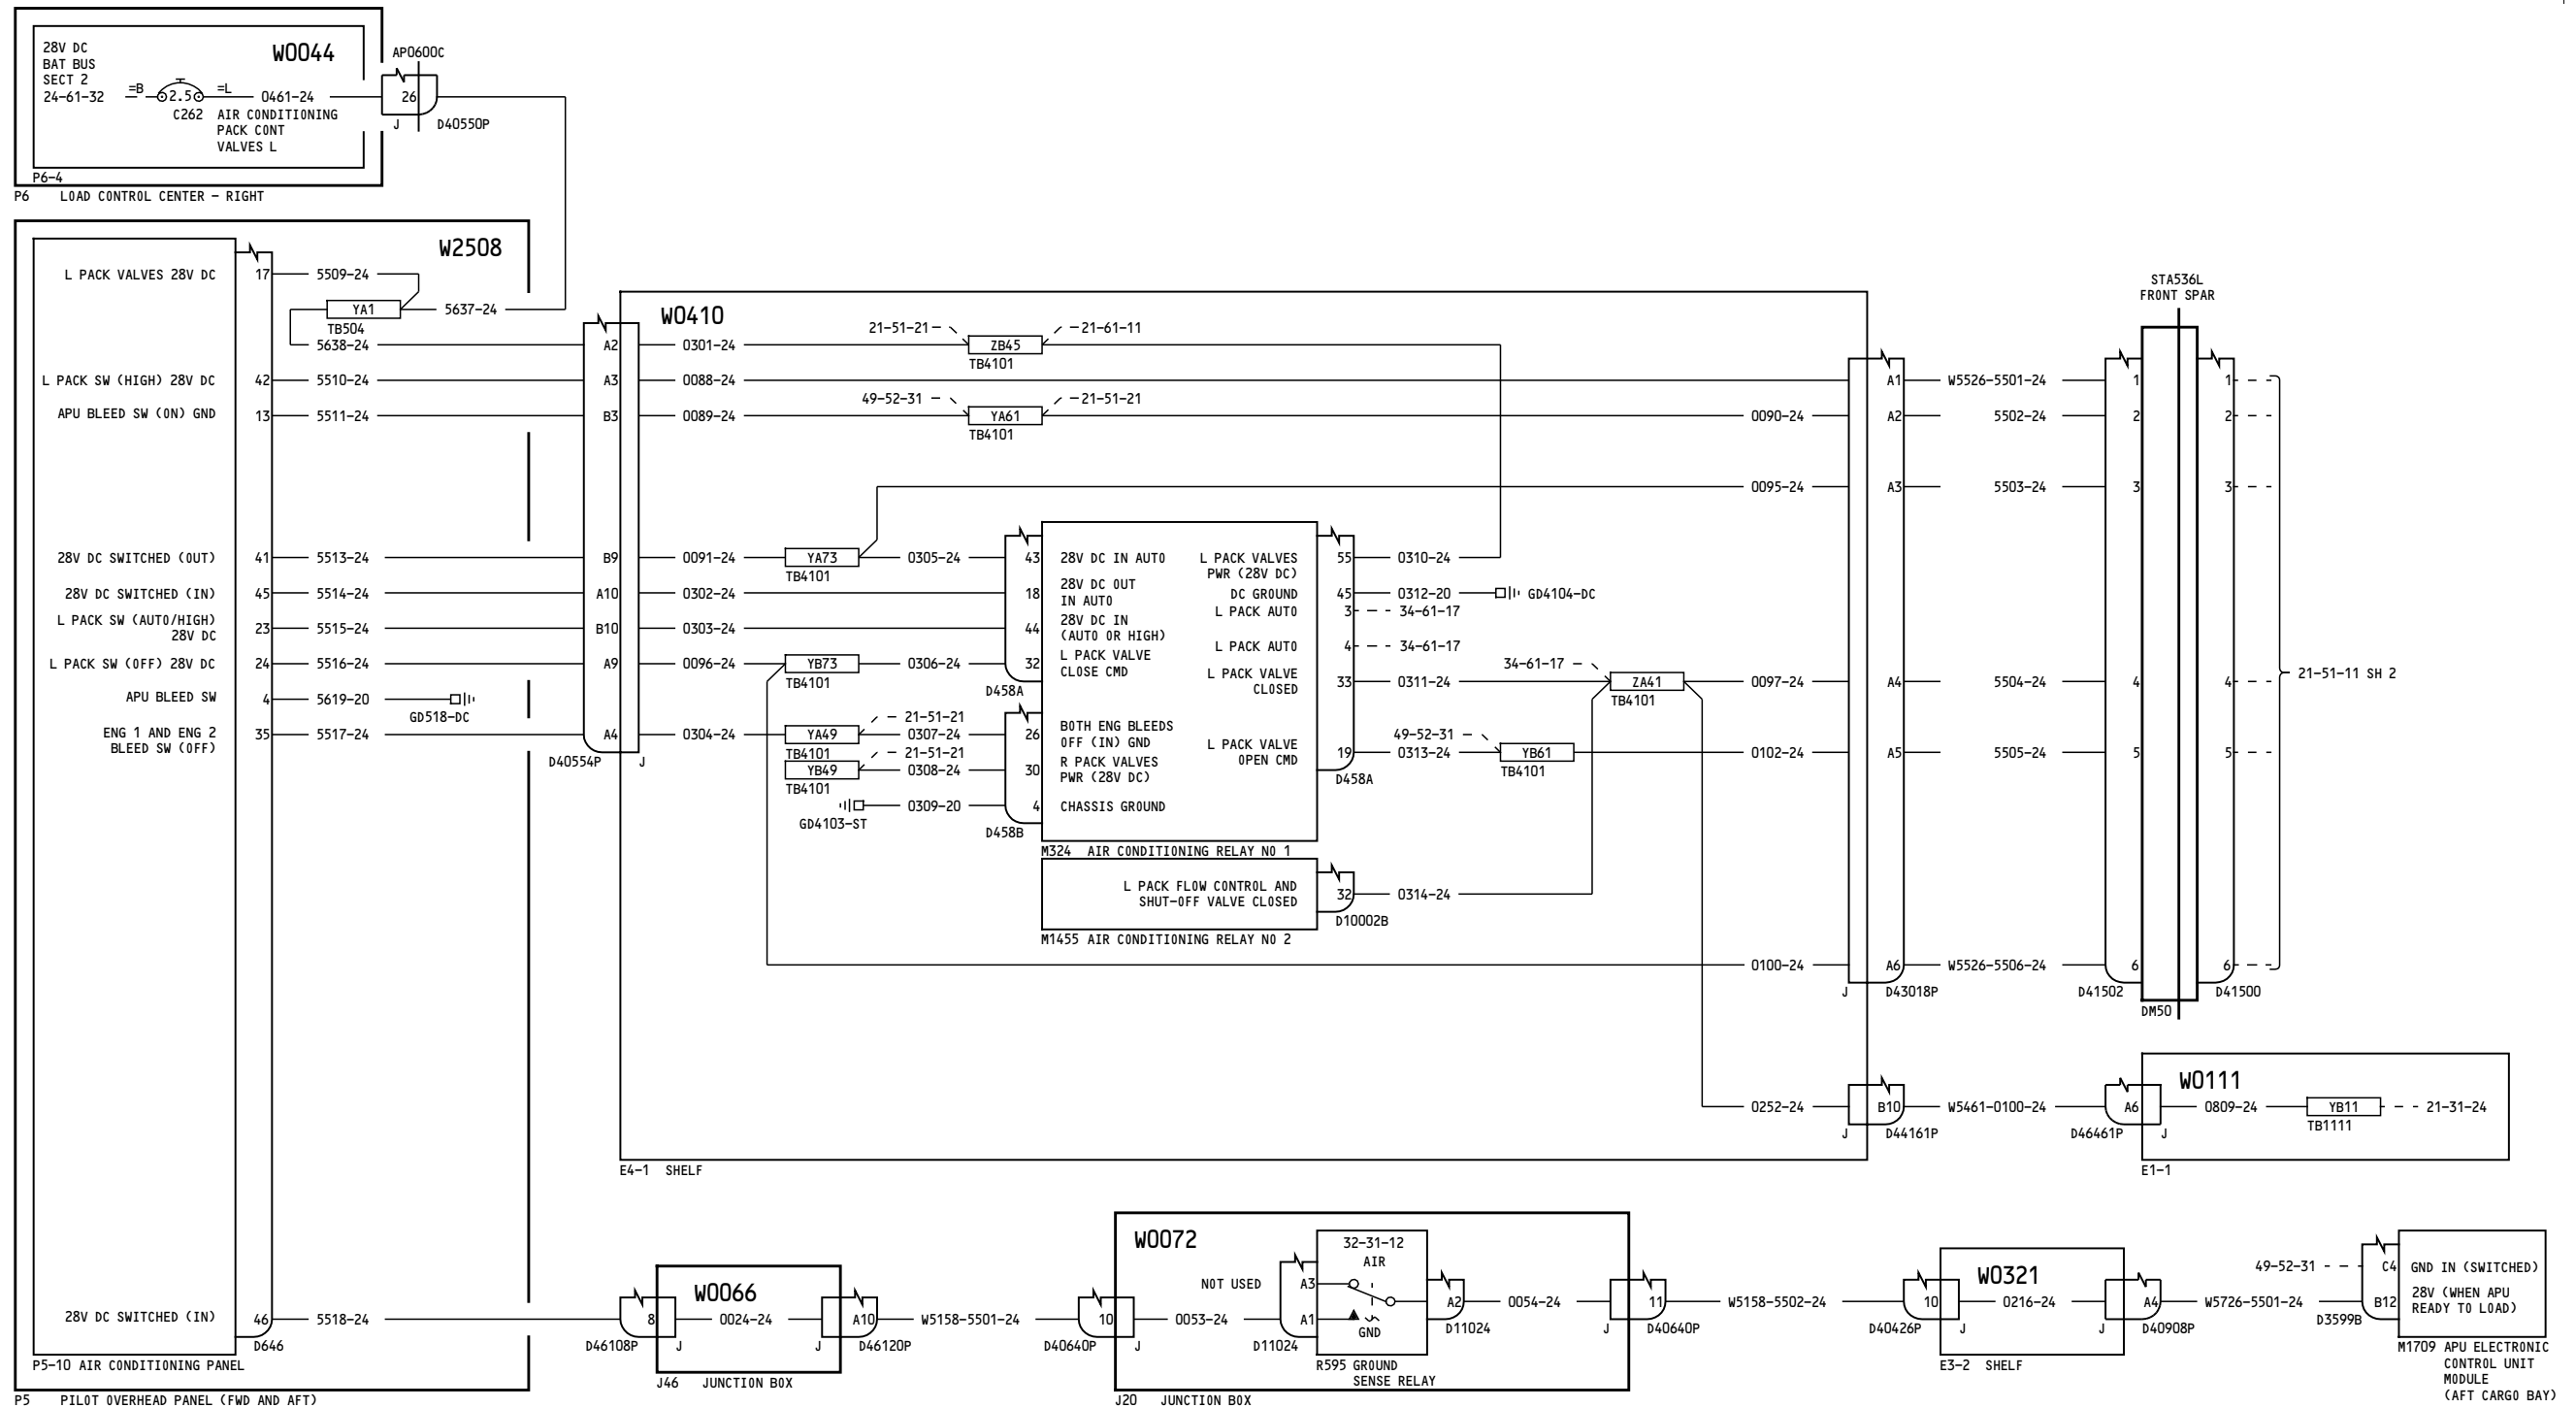 28V DC
BAT BUS
SECT 2
24-61-32
W0044
=B
2.5
=L
0461-24
C262
AIR CONDITIONING
PACK CONT
VALVES L
AP0600C
26
J
D40550P
P6-4
P6 LOAD CONTROL CENTER - RIGHT
W2508
L PACK VALVES 28V DC 17 5509-24
YA1 5637-24
TB504
5638-24
L PACK SW (HIGH) 28V DC 42 5510-24
APU BLEED SW (ON) GND 13 5511-24
28V DC SWITCHED (OUT) 41 5513-24
28V DC SWITCHED (IN) 45 5514-24
L PACK SW (AUTO/HIGH)
28V DC
23 5515-24
L PACK SW (OFF) 28V DC 24 5516-24
APU BLEED SW 4 5619-20
GD518-DC
ENG 1 AND ENG 2
BLEED SW (OFF)
35 5517-24
28V DC SWITCHED (IN) 46 5518-24
D646
P5-10 AIR CONDITIONING PANEL
P5 PILOT OVERHEAD PANEL (FWD AND AFT)
W0410
A2 0301-24
A3 0088-24
B3 0089-24
B9 0091-24
A10 0302-24
B10 0303-24
A9 0096-24
A4 0304-24
D40554P J
21-51-21 ZB45 21-61-11
TB4101
49-52-31 YA61 21-51-21
TB4101
YA73 0305-24
TB4101
YB73 0306-24
TB4101
21-51-21
YA49 0307-24
TB4101
21-51-21
YB49 0308-24
TB4101
0309-20
GD4103-ST
43 28V DC IN AUTO
18 28V DC OUT
IN AUTO
44 28V DC IN
(AUTO OR HIGH)
32 L PACK VALVE
CLOSE CMD
D458A
26 BOTH ENG BLEEDS
OFF (IN) GND
30 R PACK VALVES
PWR (28V DC)
4 CHASSIS GROUND
D458B
L PACK VALVES
PWR (28V DC)
55 0310-24
DC GROUND 45 0312-20 GD4104-DC
L PACK AUTO 3 34-61-17
L PACK AUTO 4 34-61-17
L PACK VALVE
CLOSED
33 0311-24
L PACK VALVE
OPEN CMD
19 0313-24
D458A
M324 AIR CONDITIONING RELAY NO 1
L PACK FLOW CONTROL AND
SHUT-OFF VALVE CLOSED
32 0314-24
D10002B
M1455 AIR CONDITIONING RELAY NO 2
34-61-17 ZA41
TB4101
49-52-31 YB61
TB4101
E4-1 SHELF
A1 W5526-5501-24 1 1
0090-24 A2 5502-24 2 2
0095-24 A3 5503-24 3 3
0097-24 A4 5504-24 4 4
0102-24 A5 5505-24 5 5
0100-24 A6 W5526-5506-24 6 6
J D43018P D41502 DM50 D41500
STA536L
FRONT SPAR
21-51-11 SH 2
0252-24 B10 W5461-0100-24 A6 0809-24 YB11 21-31-24
J D44161P D46461P J TB1111
W0111
E1-1
8 0024-24 A10 W5158-5501-24
D46108P J J D46120P
W0066
J46 JUNCTION BOX
W0072
10 0053-24
D40640P J
NOT USED A3
A1
D11024
32-31-12
AIR
GND
R595 GROUND
SENSE RELAY
A2 0054-24
D11024
J20 JUNCTION BOX
11 W5158-5502-24
J D40640P
W0321
10 0216-24 A4 W5726-5501-24
D40426P J J D40908P
E3-2 SHELF
49-52-31 C4 GND IN (SWITCHED)
B12 28V (WHEN APU
READY TO LOAD)
D3599B
M1709 APU ELECTRONIC
CONTROL UNIT
MODULE
(AFT CARGO BAY)